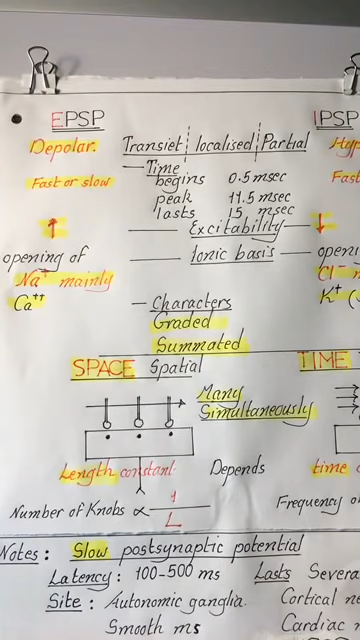 EPSP IPSP
Depolar. Transiet localised Partial Hyp
Time
Fast or slow begins 0.5 msec Fast
peak 11.5 msec
lasts 15 msec
↑ Excitability ↓
opening of Ionic basis openi
Na+ mainly Cl-
Ca++ Characters K+
Graded
Summated
SPACE Spatial TIME
Many
Simultaneously
Length constant Depends time
Number of Knobs ∝ 1/L Frequency o
Notes: Slow postsynaptic potential
Latency: 100-500 ms Lasts Severa
Site: Autonomic ganglia. Cortical ne
Smooth ms Cardiac